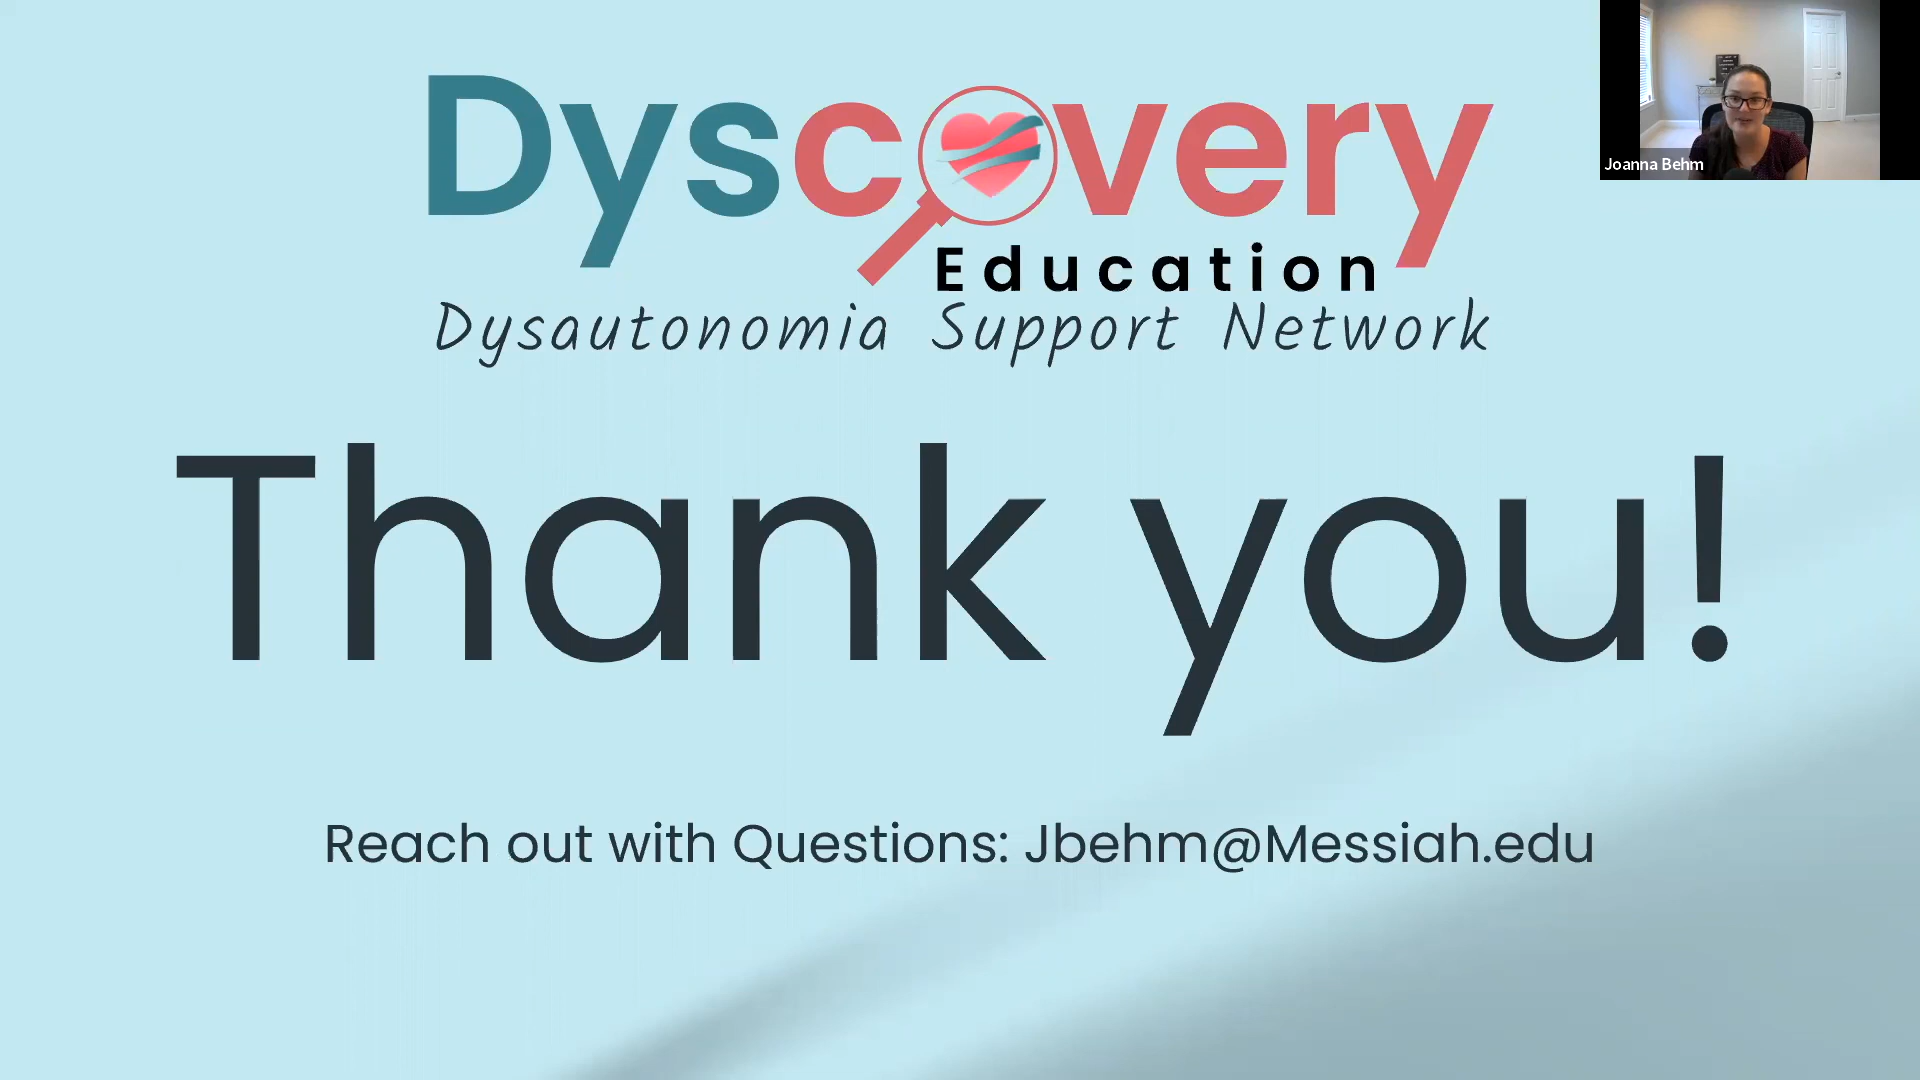 Dyscovery
Education
Dysautonomia Support Network
Joanna Behm
Thank you!
Reach out with Questions: Jbehm@Messiah.edu